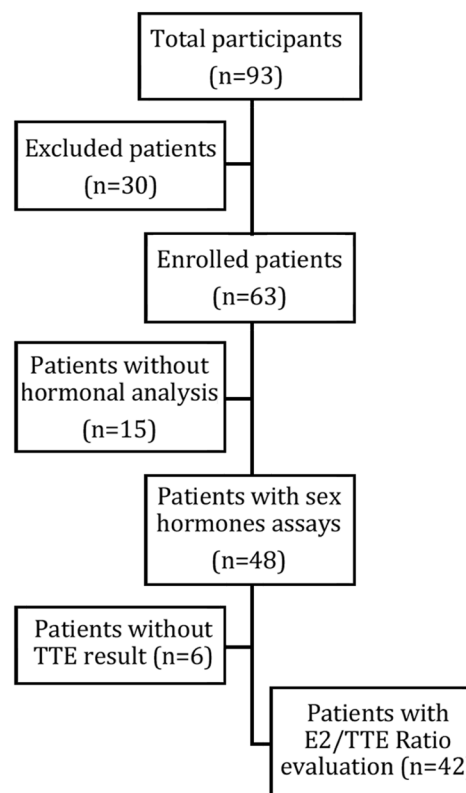 Total participants
(n=93)
Excluded patients
(n=30)
Enrolled patients
(n=63)
Patients without
hormonal analysis
(n=15)
Patients with sex
hormones assays
(n=48)
Patients without
TTE result (n=6)
Patients with
E2/TTE Ratio
evaluation (n=42